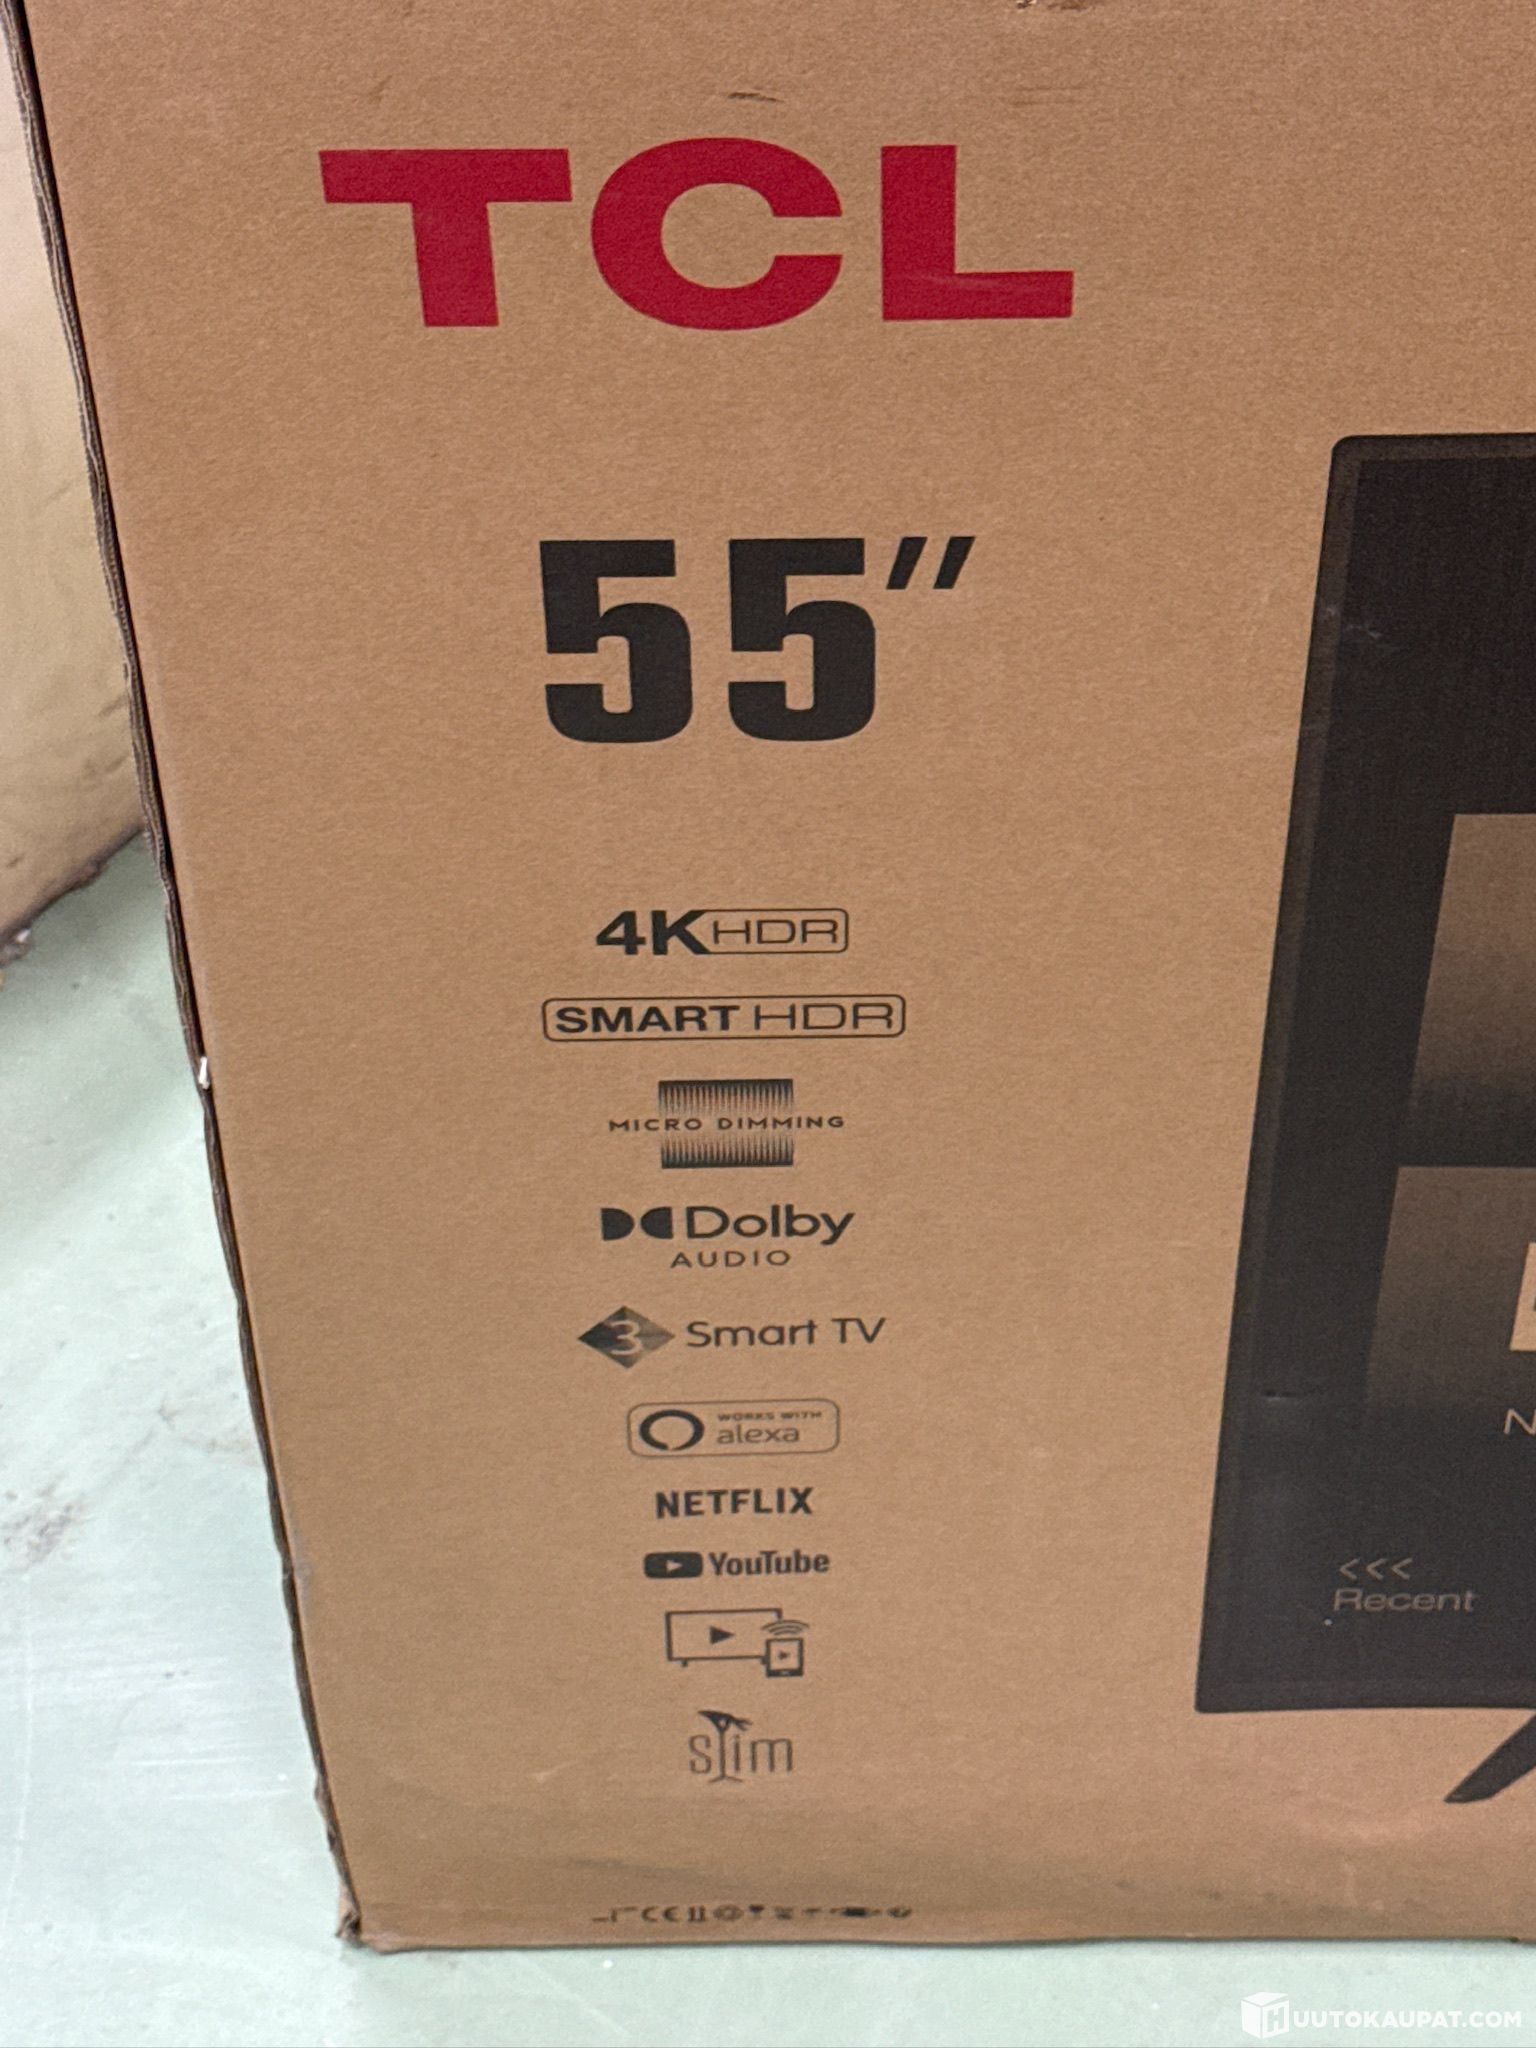 TCL
55″
4K HDR
SMART HDR
MICRO DIMMING
Dolby
AUDIO
3 Smart TV
WORKS WITH
alexa
NETFLIX
YouTube
slim
<<<
Recent
N
CE
HUUTOKAUPAT.COM